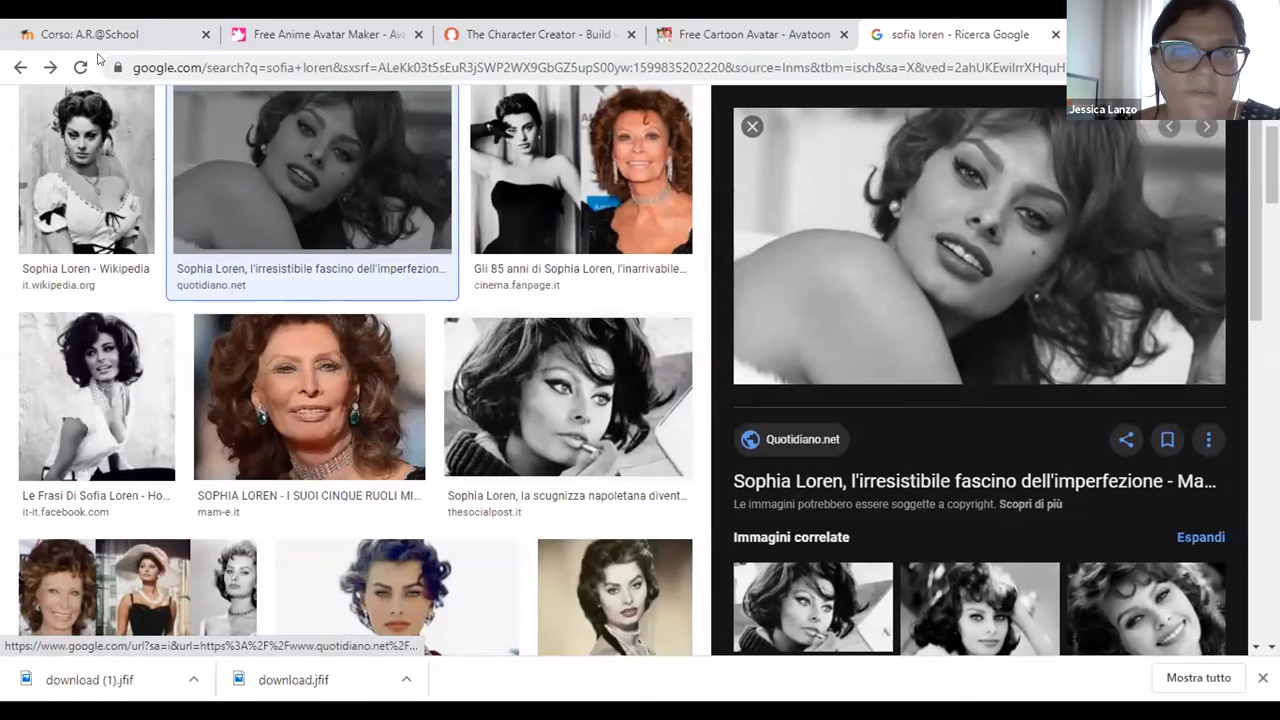 Corso: A.R.@School
Free Anime Avatar Maker - Ava
The Character Creator - Build
Free Cartoon Avatar - Avatoon
sofia loren - Ricerca Google
google.com/search?q=sofia+loren&sxsrf=ALeKk03t5sEuR3jSWP2WX9GbGZ5upS00yw:1599835202220&source=lnms&tbm=isch&sa=X&ved=2ahUKEwiIrrXHquH
Jessica Lanzo
Sophia Loren - Wikipedia
it.wikipedia.org
Sophia Loren, l'irresistibile fascino dell'imperfezion...
quotidiano.net
Gli 85 anni di Sophia Loren, l'inarrivabile...
cinema.fanpage.it
Le Frasi Di Sofia Loren - Ho...
it-it.facebook.com
SOPHIA LOREN - I SUOI CINQUE RUOLI MI...
mam-e.it
Sophia Loren, la scugnizza napoletana divent...
thesocialpost.it
Quotidiano.net
Sophia Loren, l'irresistibile fascino dell'imperfezione - Ma...
Le immagini potrebbero essere soggette a copyright. Scopri di più
Immagini correlate
Espandi
https://www.google.com/url?sa=i&url=https%3A%2F%2Fwww.quotidiano.net%2F...
download (1).jfif
download.jfif
Mostra tutto